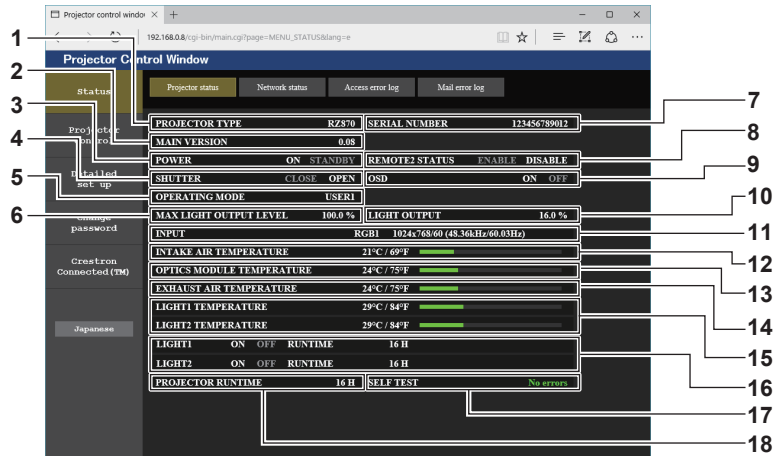 Projector control windov × +
192.168.0.8/cgi-bin/main.cgi?page=MENU_STATUS&lang=e
Projector Control Window
Status
Projector status Network status Access error log Mail error log
Projector control
Detailed set up
Change password
Crestron Connected(TM)
Japanese
PROJECTOR TYPE RZ870 SERIAL NUMBER 123456789012
MAIN VERSION 0.08
POWER ON STANDBY REMOTE2 STATUS ENABLE DISABLE
SHUTTER CLOSE OPEN OSD ON OFF
OPERATING MODE USER1
MAX LIGHT OUTPUT LEVEL 100.0 % LIGHT OUTPUT 16.0 %
INPUT RGB1 1024x768/60 (48.36kHz/60.03Hz)
INTAKE AIR TEMPERATURE 21°C / 69°F
OPTICS MODULE TEMPERATURE 24°C / 75°F
EXHAUST AIR TEMPERATURE 24°C / 75°F
LIGHT1 TEMPERATURE 29°C / 84°F
LIGHT2 TEMPERATURE 29°C / 84°F
LIGHT1 ON OFF RUNTIME 16 H
LIGHT2 ON OFF RUNTIME 16 H
PROJECTOR RUNTIME 16 H SELF TEST No errors
1
2
3
4
5
6
7
8
9
10
11
12
13
14
15
16
17
18